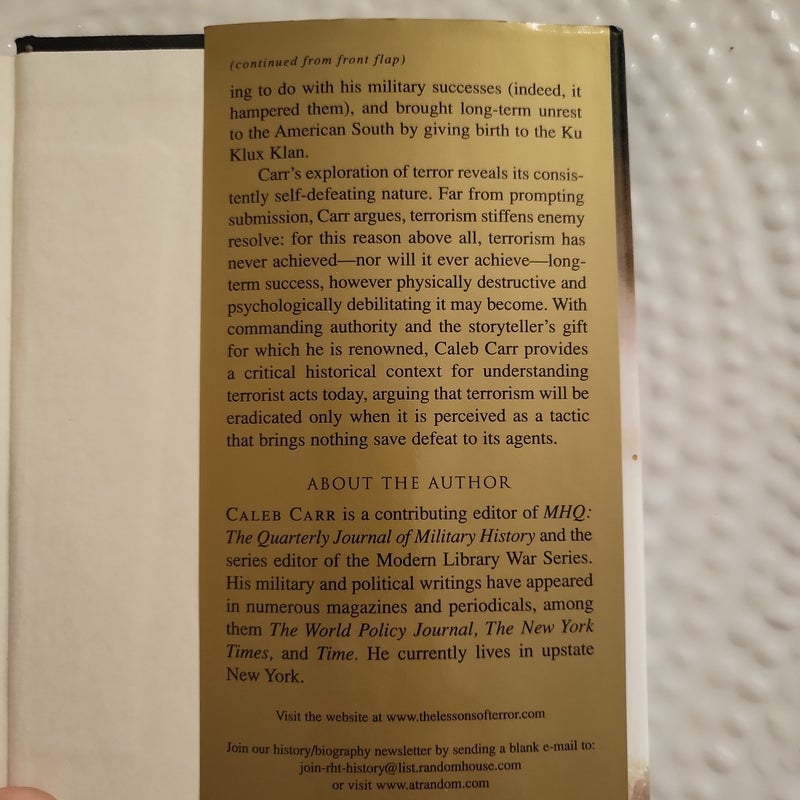 (continued from front flap)
ing to do with his military successes (indeed, it
hampered them), and brought long-term unrest
to the American South by giving birth to the Ku
Klux Klan.
Carr's exploration of terror reveals its consis-
tently self-defeating nature. Far from prompting
submission, Carr argues, terrorism stiffens enemy
resolve: for this reason above all, terrorism has
never achieved—nor will it ever achieve—long-
term success, however physically destructive and
psychologically debilitating it may become. With
commanding authority and the storyteller's gift
for which he is renowned, Caleb Carr provides
a critical historical context for understanding
terrorist acts today, arguing that terrorism will be
eradicated only when it is perceived as a tactic
that brings nothing save defeat to its agents.
ABOUT THE AUTHOR
CALEB CARR is a contributing editor of MHQ:
The Quarterly Journal of Military History and the
series editor of the Modern Library War Series.
His military and political writings have appeared
in numerous magazines and periodicals, among
them The World Policy Journal, The New York
Times, and Time. He currently lives in upstate
New York.
Visit the website at www.thelessonsofterror.com
Join our history/biography newsletter by sending a blank e-mail to:
join-rht-history@list.randomhouse.com
or visit www.atrandom.com